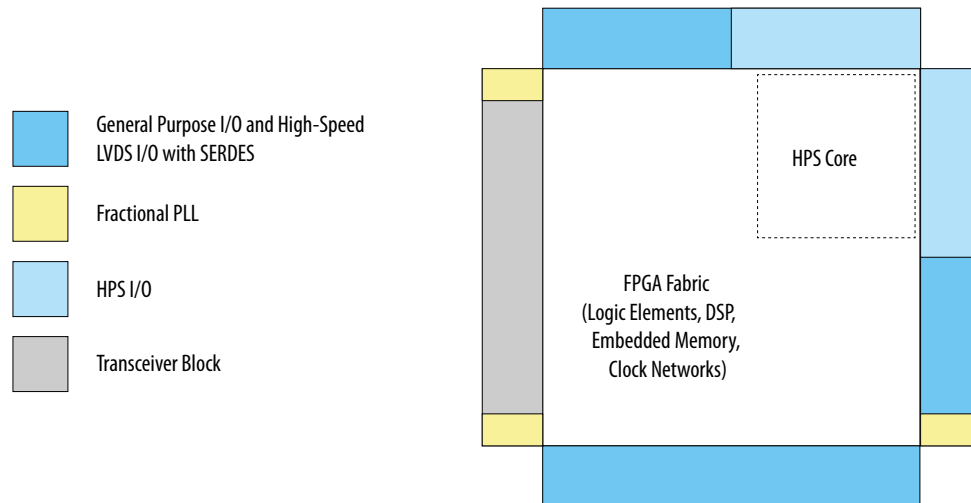 General Purpose I/O and High-Speed
LVDS I/O with SERDES
Fractional PLL
HPS I/O
Transceiver Block
HPS Core
FPGA Fabric
(Logic Elements, DSP,
Embedded Memory,
Clock Networks)